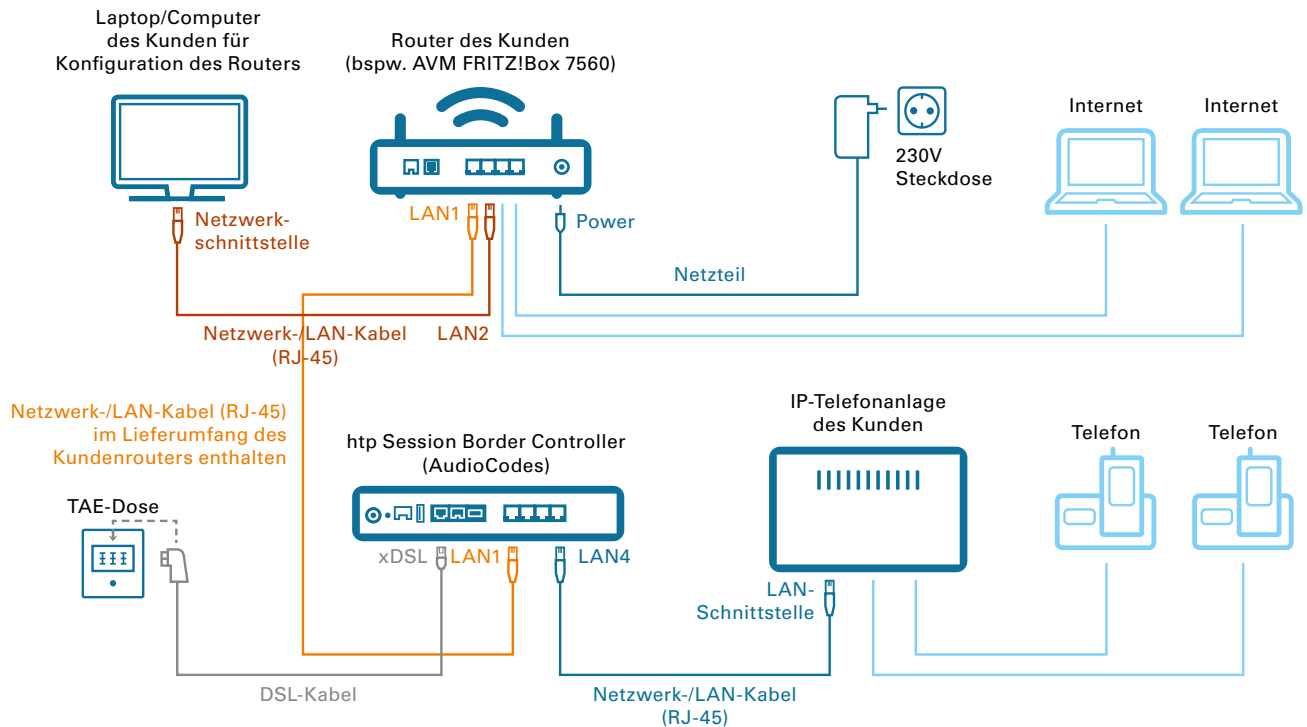 Laptop/Computer
des Kunden für
Konfiguration des Routers
Router des Kunden
(bspw. AVM FRITZ!Box 7560)
230V
Steckdose
Internet
Internet
Netzwerk-
schnittstelle
LAN1
Power
Netzteil
Netzwerk-/LAN-Kabel
(RJ-45)
LAN2
Netzwerk-/LAN-Kabel (RJ-45)
im Lieferumfang des
Kundenrouters enthalten
htp Session Border Controller
(AudioCodes)
IP-Telefonanlage
des Kunden
Telefon
Telefon
TAE-Dose
xDSL
LAN1
LAN4
LAN-
Schnittstelle
DSL-Kabel
Netzwerk-/LAN-Kabel
(RJ-45)